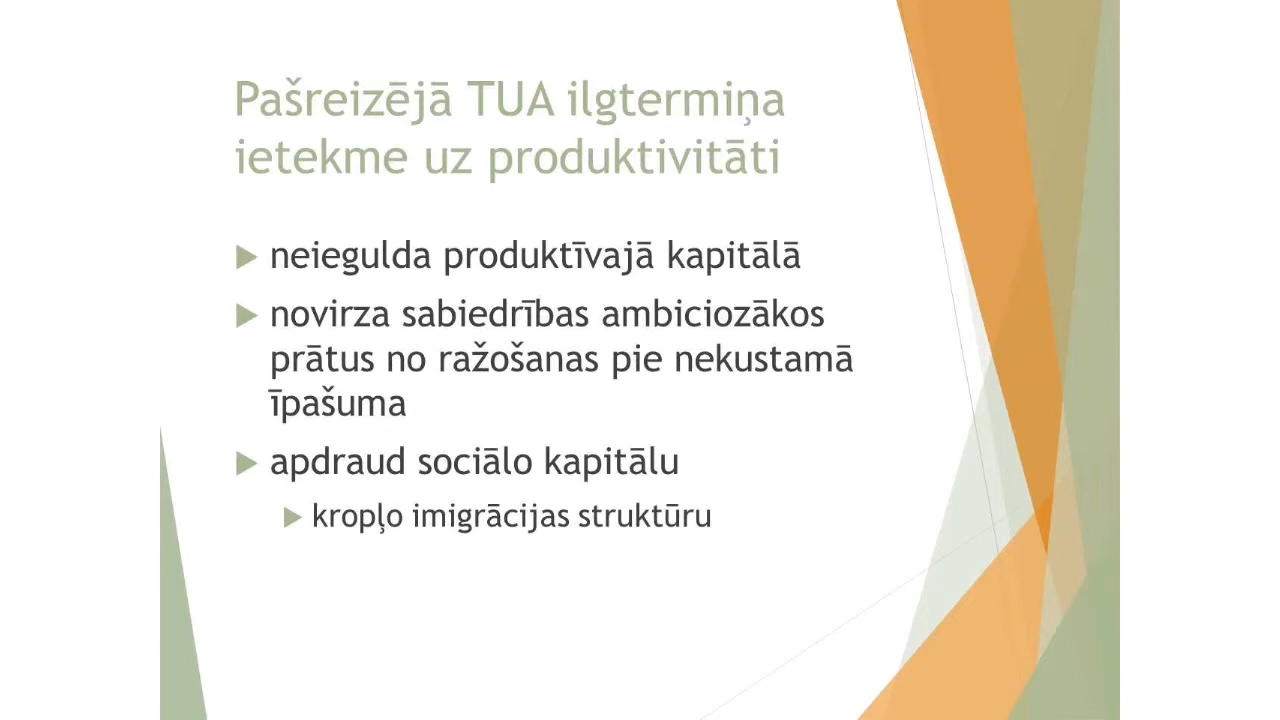 Pašreizējā TUA ilgtermiņa
ietekme uz produktivitāti
neiegulda produktīvajā kapitālā
novirza sabiedrības ambiciozākos
prātus no ražošanas pie nekustamā
īpašuma
apdraud sociālo kapitālu
kropļo imigrācijas struktūru